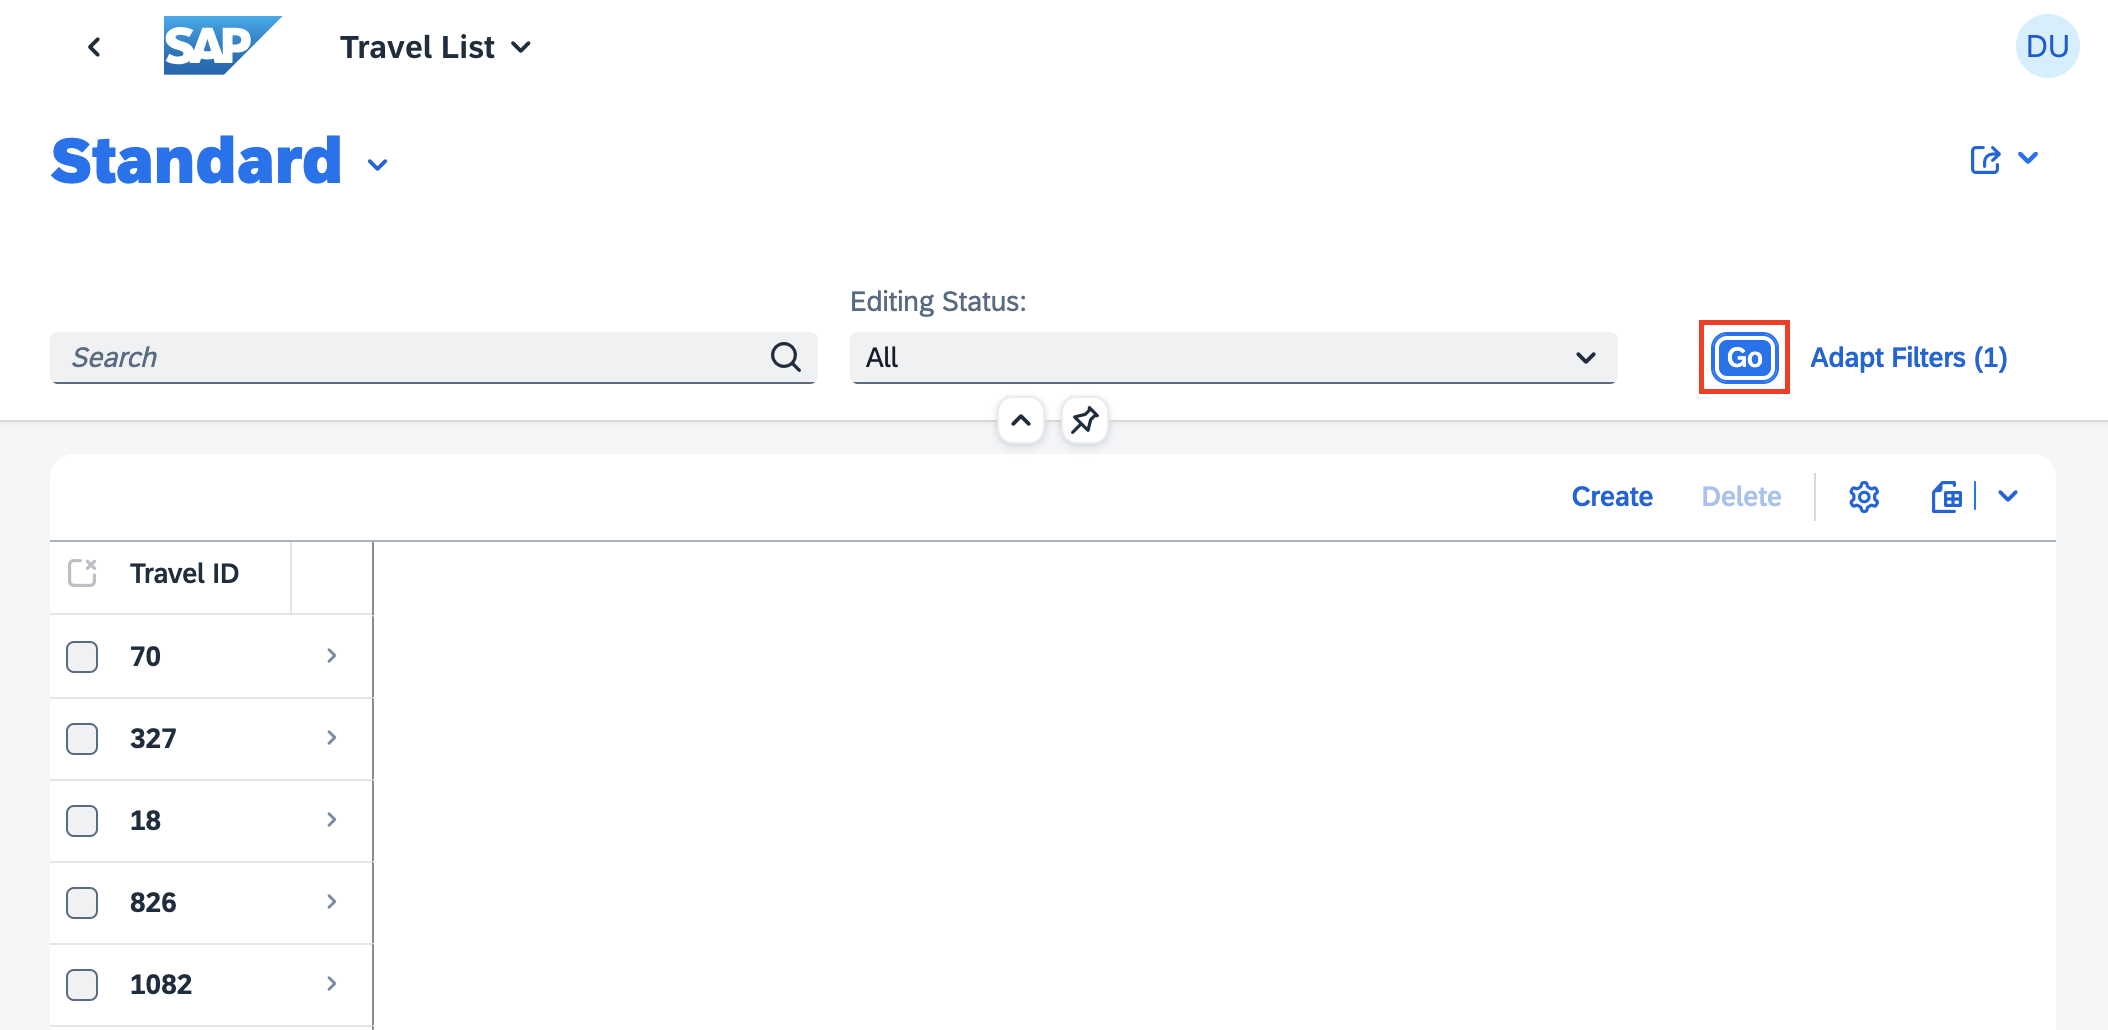 SAP
Travel List
DU
Standard
Editing Status:
Search
All
Go
Adapt Filters (1)
Create
Delete
Travel ID
70
327
18
826
1082